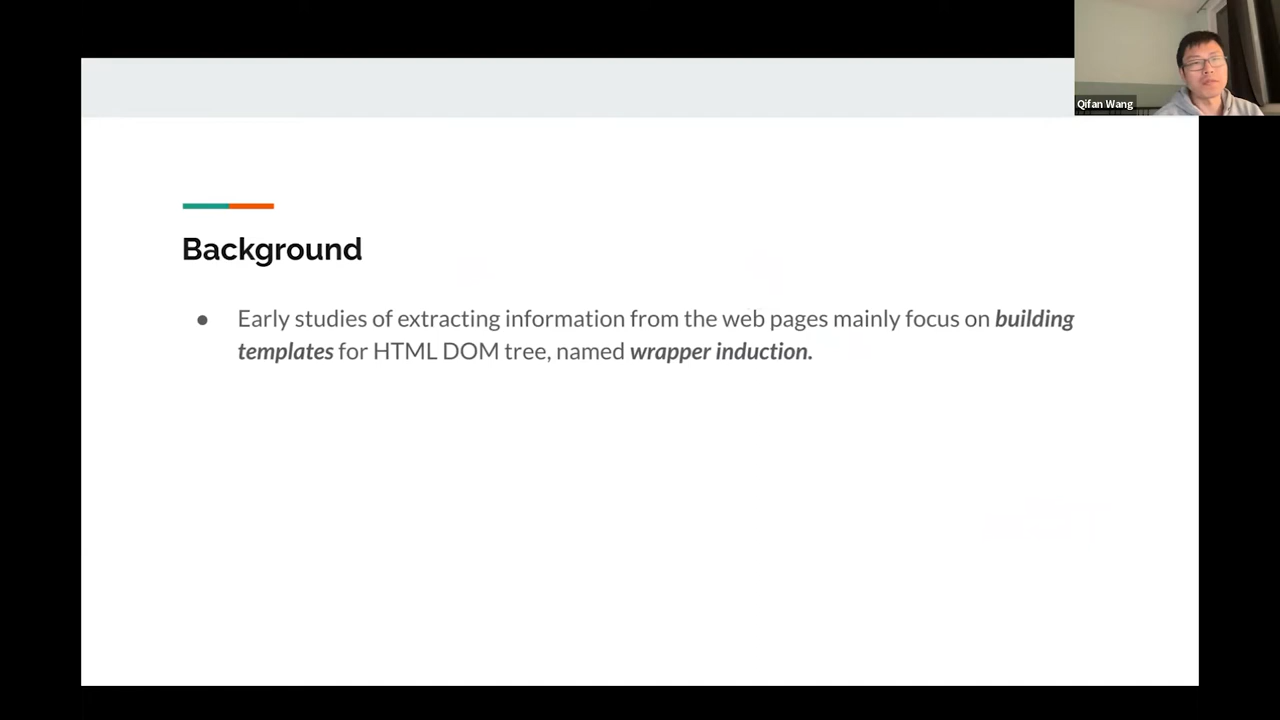 Qifan Wang
Background
● Early studies of extracting information from the web pages mainly focus on building
templates for HTML DOM tree, named wrapper induction.